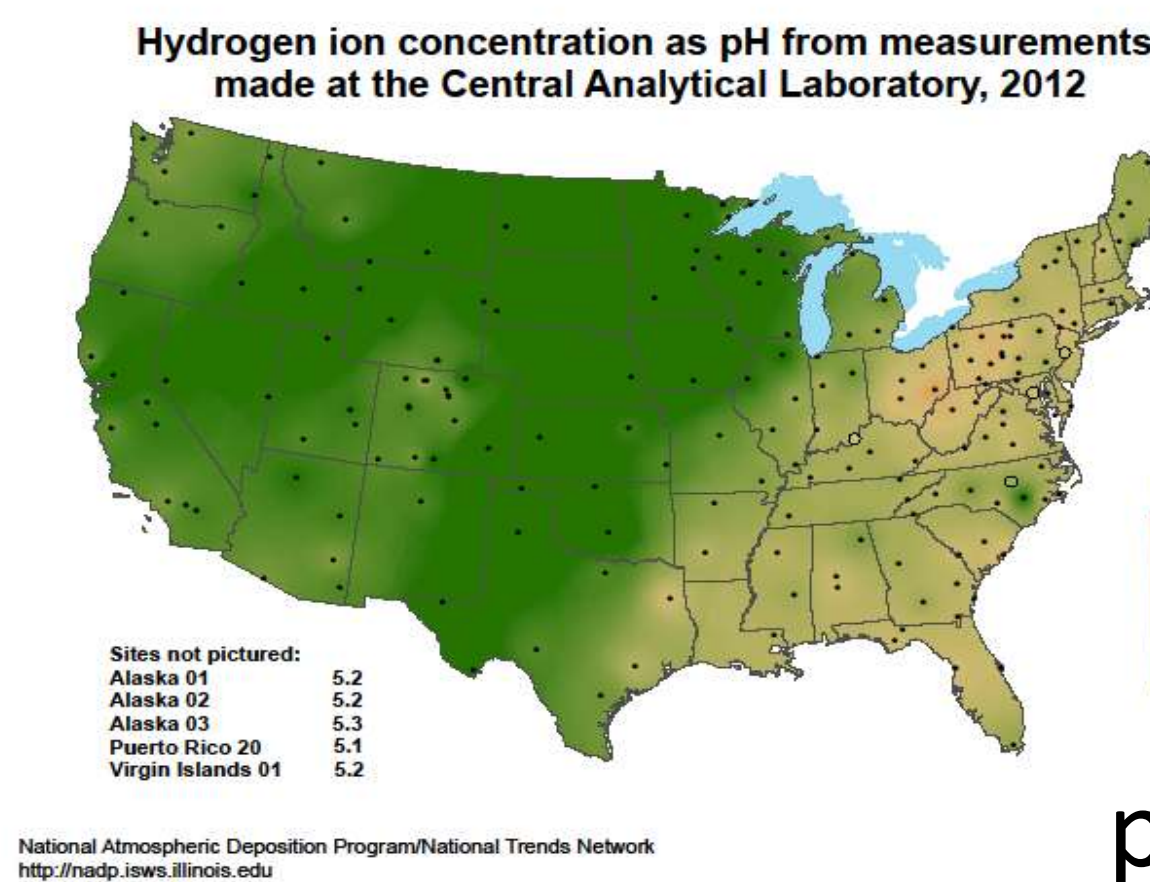 Hydrogen ion concentration as pH from measurements
made at the Central Analytical Laboratory, 2012
Sites not pictured:
Alaska 01 5.2
Alaska 02 5.2
Alaska 03 5.3
Puerto Rico 20 5.1
Virgin Islands 01 5.2
p
National Atmospheric Deposition Program/National Trends Network
http://nadp.isws.illinois.edu